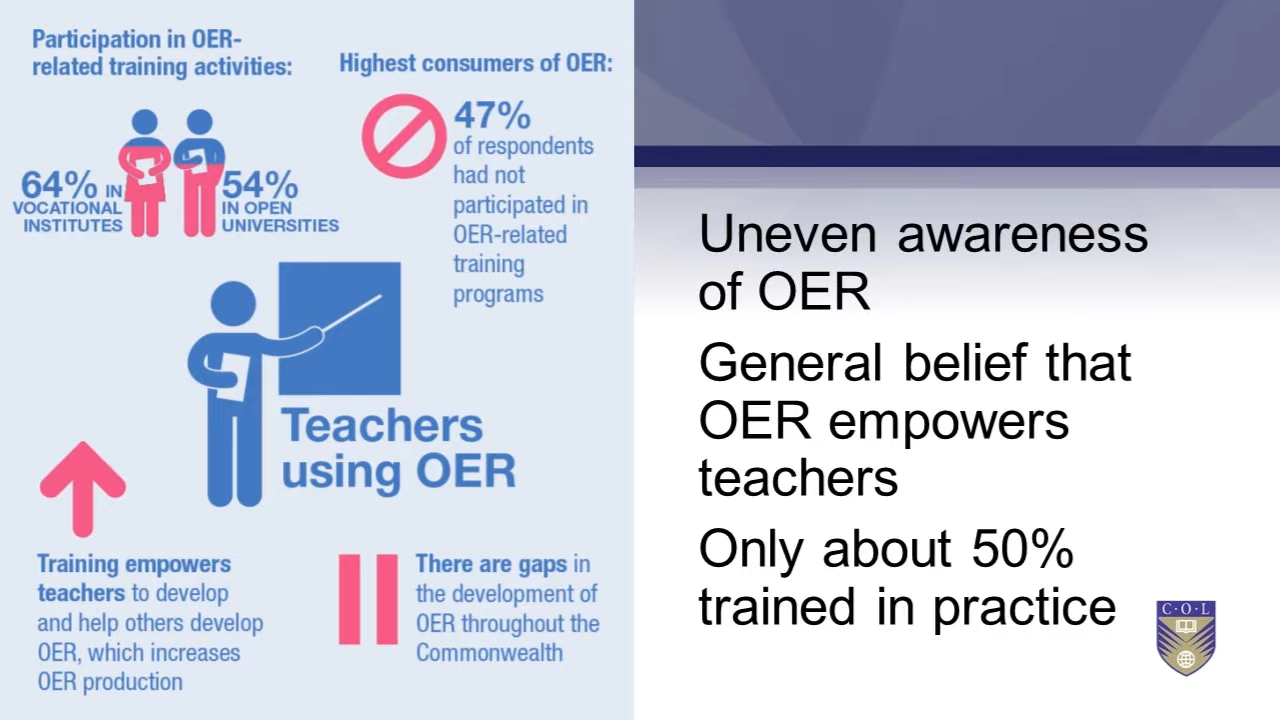 Participation in OER-
related training activities:
64% IN
VOCATIONAL
INSTITUTES
54%
IN OPEN
UNIVERSITIES
Highest consumers of OER:
47%
of respondents
had not
participated in
OER-related
training
programs
Teachers
using OER
Training empowers
teachers to develop
and help others develop
OER, which increases
OER production
There are gaps in
the development of
OER throughout the
Commonwealth
Uneven awareness
of OER
General belief that
OER empowers
teachers
Only about 50%
trained in practice
C·O·L